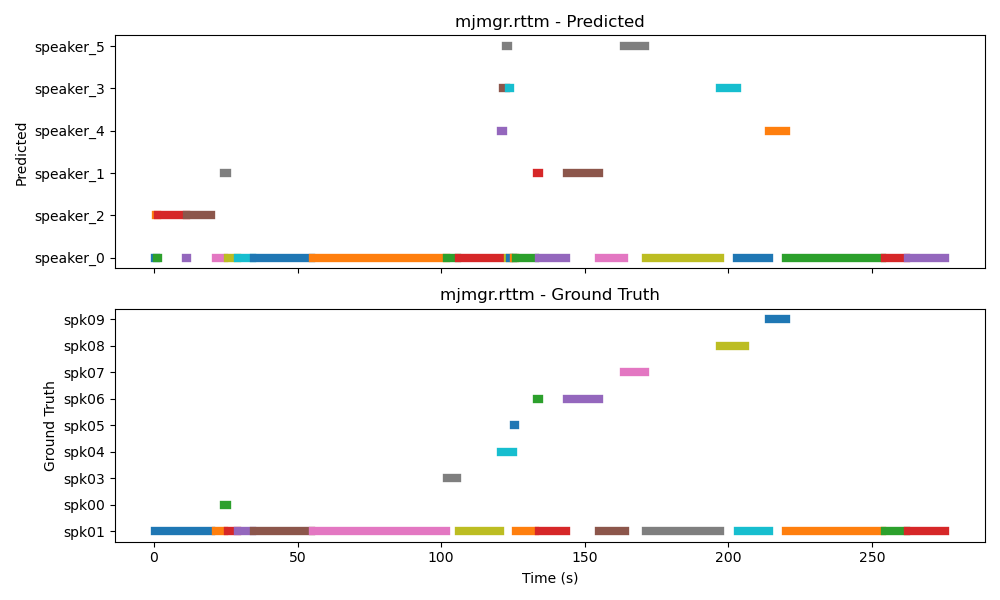 mjmgr.rttm - Predicted
speaker_5
speaker_3
speaker_4
speaker_1
speaker_2
speaker_0
Predicted
mjmgr.rttm - Ground Truth
spk09
spk08
spk07
spk06
spk05
spk04
spk03
spk00
spk01
Ground Truth
0 50 100 150 200 250
Time (s)